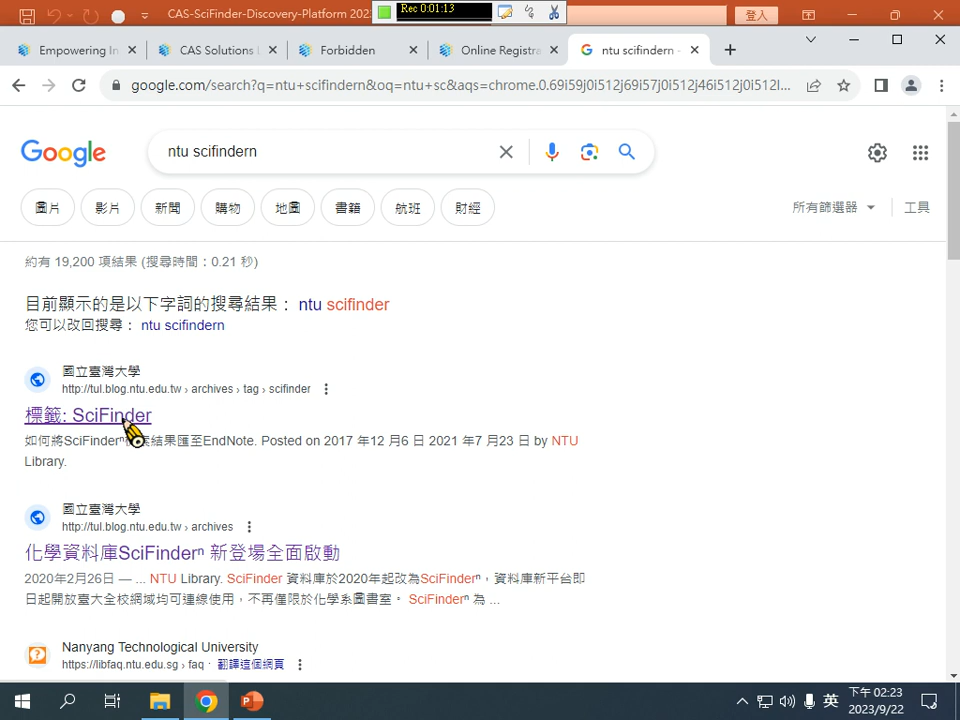 CAS-SciFinder-Discovery-Platform 202
Rec 0:01:13
登入
Empowering In
CAS Solutions
Forbidden
Online Registra
ntu scifindern -
google.com/search?q=ntu+scifindern&oq=ntu+sc&aqs=chrome.0.69i59j0i512j69i57j0i512j46i512j0i512l...
Google
ntu scifindern
圖片
影片
新聞
購物
地圖
書籍
航班
財經
所有篩選器
工具
約有 19,200 項結果 (搜尋時間：0.21 秒)
目前顯示的是以下字詞的搜尋結果： ntu scifinder
您可以改回搜尋： ntu scifindern
國立臺灣大學
http://tul.blog.ntu.edu.tw › archives › tag › scifinder
標籤: SciFinder
如何將SciFinderⁿ 結果匯至EndNote. Posted on 2017 年12 月6 日 2021 年7 月 23 日 by NTU
Library.
國立臺灣大學
http://tul.blog.ntu.edu.tw › archives
化學資料庫SciFinderⁿ 新登場全面啟動
2020年2月26日 — ... NTU Library. SciFinder 資料庫於2020年起改為SciFinderⁿ，資料庫新平台即
日起開放臺大全校網域均可連線使用，不再僅限於化學系圖書室。 SciFinderⁿ 為 ...
Nanyang Technological University
https://libfaq.ntu.edu.sg › faq · 翻譯這個網頁
英
下午 02:23
2023/9/22